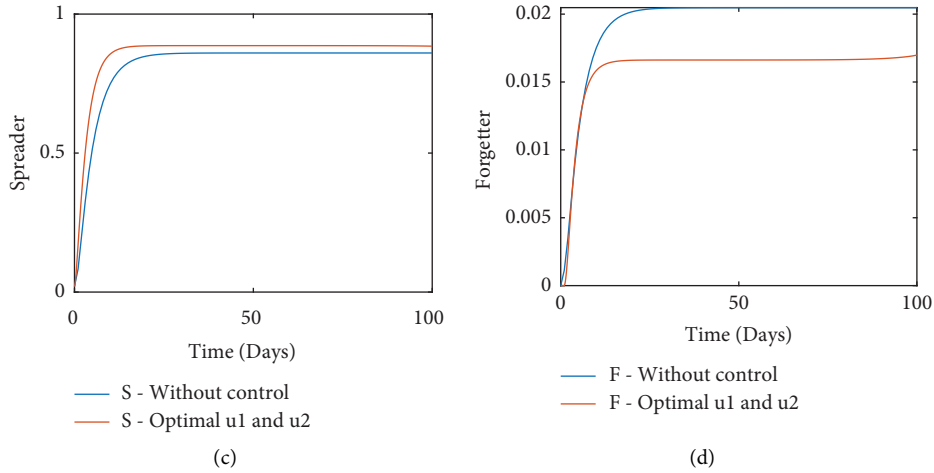 1
0.5
0
Spreader
0
50
100
Time (Days)
S - Without control
S - Optimal u1 and u2
(c)
0.02
0.015
0.01
0.005
0
Forgetter
0
50
100
Time (Days)
F - Without control
F - Optimal u1 and u2
(d)